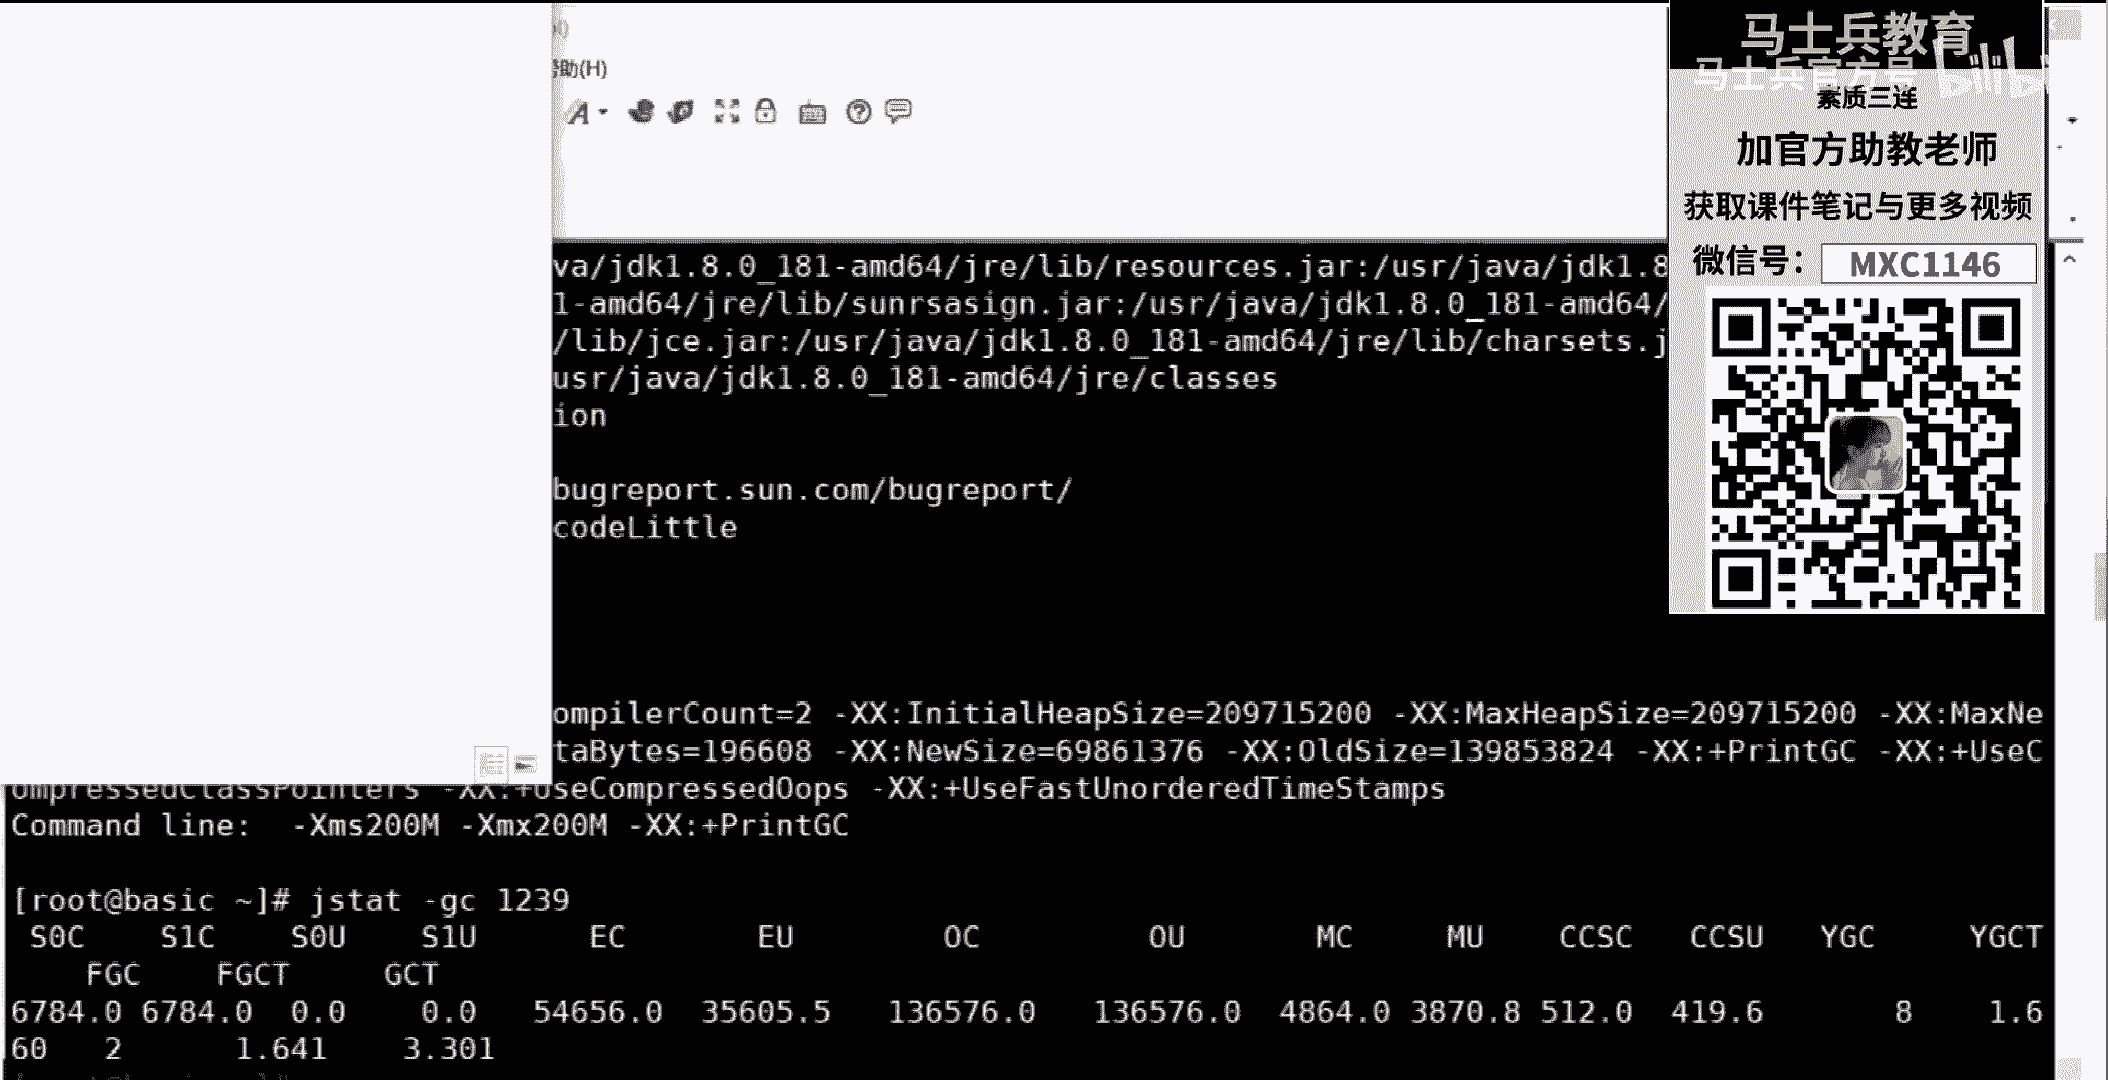 助(H)
马士兵教育
马士兵官方号 bilibi
素质三连
加官方助教老师
获取课件笔记与更多视频
微信号： MXC1146
va/jdk1.8.0_181-amd64/jre/lib/resources.jar:/usr/java/jdk1.8
1-amd64/jre/lib/sunrsasign.jar:/usr/java/jdk1.8.0_181-amd64/
/lib/jce.jar:/usr/java/jdk1.8.0_181-amd64/jre/lib/charsets.j
usr/java/jdk1.8.0_181-amd64/jre/classes
ion
bugreport.sun.com/bugreport/
codeLittle
ompilerCount=2 -XX:InitialHeapSize=209715200 -XX:MaxHeapSize=209715200 -XX:MaxNe
taBytes=196608 -XX:NewSize=69861376 -XX:OldSize=139853824 -XX:+PrintGC -XX:+UseC
ompressedClassPointers -XX:+UseCompressedOops -XX:+UseFastUnorderedTimeStamps
Command line:  -Xms200M -Xmx200M -XX:+PrintGC
[root@basic ~]# jstat -gc 1239
S0C S1C S0U S1U EC EU OC OU MC MU CCSC CCSU YGC YGCT
FGC FGCT GCT
6784.0 6784.0 0.0 0.0 54656.0 35605.5 136576.0 136576.0 4864.0 3870.8 512.0 419.6 8 1.6
60 2 1.641 3.301